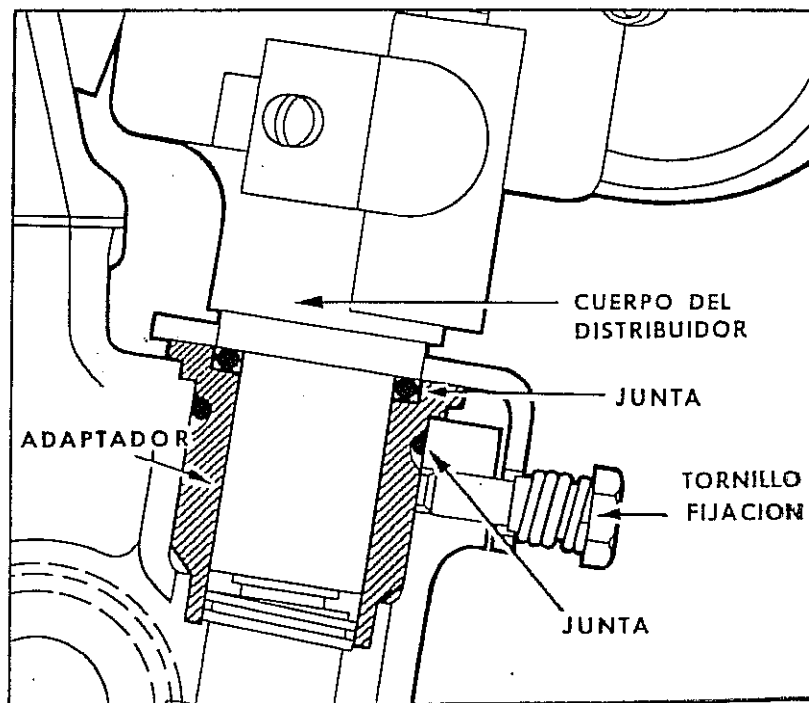 CUERPO DEL
DISTRIBUIDOR
JUNTA
ADAPTADOR
TORNILLO
FIJACION
JUNTA